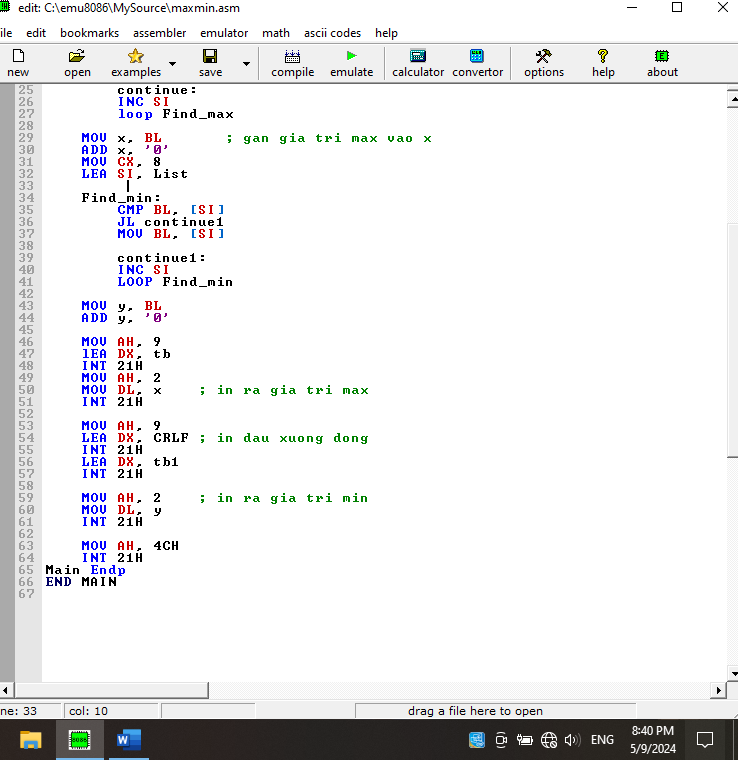 edit: C:\emu8086\MySource\maxmin.asm
ile edit bookmarks assembler emulator math ascii codes help
new open examples save compile emulate calculator convertor options help about
25 continue:
26 INC SI
27 loop Find_max
28
29 MOV x, BL ; gan gia tri max vao x
30 ADD x, '0'
31 MOV CX, 8
32 LEA SI, List
33
34 Find_min:
35 CMP BL, [SI]
36 JL continue1
37 MOV BL, [SI]
38
39 continue1:
40 INC SI
41 LOOP Find_min
42
43 MOV y, BL
44 ADD y, '0'
45
46 MOV AH, 9
47 lEA DX, tb
48 INT 21H
49 MOV AH, 2
50 MOV DL, x ; in ra gia tri max
51 INT 21H
52
53 MOV AH, 9
54 LEA DX, CRLF ; in dau xuong dong
55 INT 21H
56 LEA DX, tb1
57 INT 21H
58
59 MOV AH, 2 ; in ra gia tri min
60 MOV DL, y
61 INT 21H
62
63 MOV AH, 4CH
64 INT 21H
65 Main Endp
66 END MAIN
67
ne: 33 col: 10 drag a file here to open
8086 W ENG 8:40 PM
5/9/2024